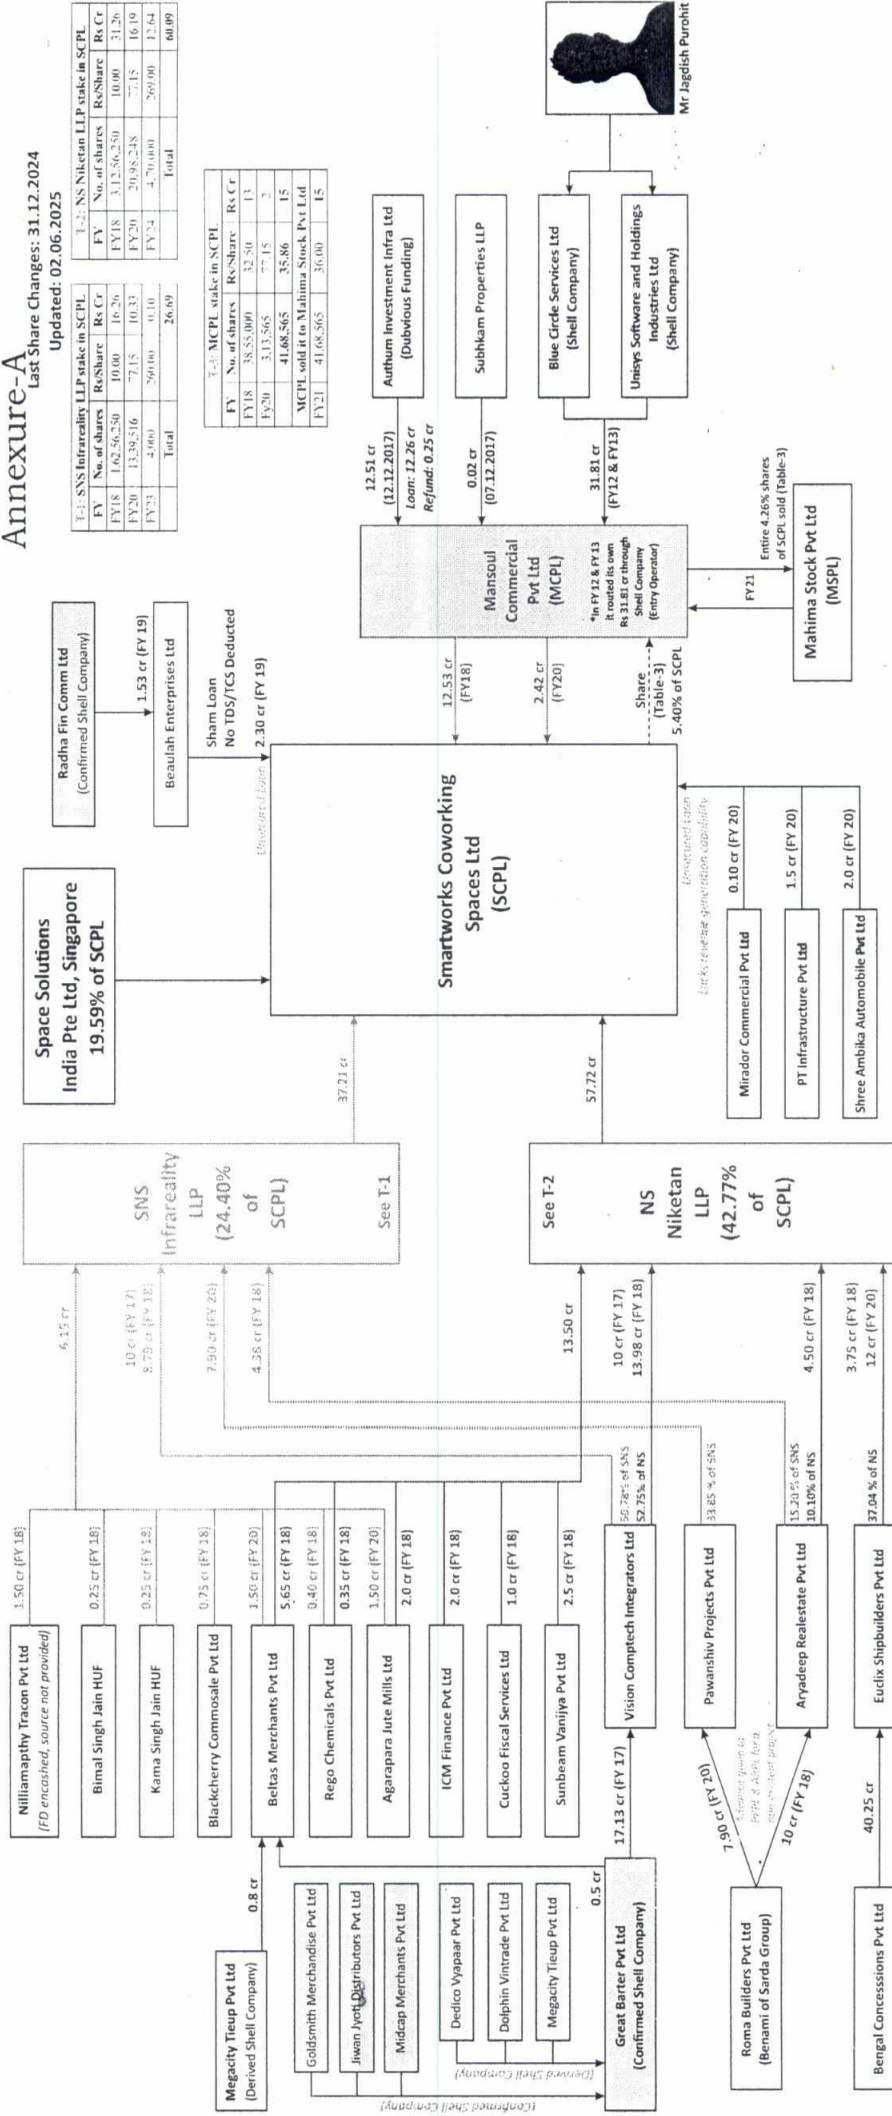 Annexure-A
Last Share Changes: 31.12.2024
Updated: 02.06.2025
T-1: SNS Infrareality LLP stake in SCPL
FY No. of shares Rs/Share Rs Cr
FY18 1,62,56,250 10.00 16.26
FY20 13,39,516 77.15 10.33
FY23 4,000 260.00 0.10
Total 26.69
T-2: NS Niketan LLP stake in SCPL
FY No. of shares Rs/Share Rs Cr
FY18 3,12,56,250 10.00 31.26
FY20 20,98,248 77.15 16.19
FY24 4,70,000 269.00 12.64
Total 60.09
T-3: MCPL stake in SCPL
FY No. of shares Rs/Share Rs Cr
FY18 38,55,000 32.50 13
Fy20 3,13,565 77.15 2
41,68,565 35.86 15
MCPL sold it to Mahima Stock Pvt Ltd
FY21 41,68,565 36.00 15
Megacity Tieup Pvt Ltd
(Derived Shell Company)
0.8 cr
Goldsmith Merchandise Pvt Ltd
Jiwan Jyoti Distributors Pvt Ltd
Midcap Merchants Pvt Ltd
(Confirmed Shell Company)
Dedico Vyapaar Pvt Ltd
Dolphin Vintrade Pvt Ltd
Megacity Tieup Pvt Ltd
(Derived Shell Company)
0.5 cr
Great Barter Pvt Ltd
(Confirmed Shell Company)
17.13 cr (FY 17)
Roma Builders Pvt Ltd
(Benami of Sarda Group)
7.90 cr (FY 20)
10 cr (FY 18)
Bengal Concesssions Pvt Ltd
40.25 cr
Nilliamapthy Tracon Pvt Ltd
(FD encashed, source not provided)
1.50 cr (FY 18)
Bimal Singh Jain HUF
0.25 cr (FY 18)
Kama Singh Jain HUF
0.25 cr (FY 18)
Blackcherry Commosale Pvt Ltd
0.75 cr (FY 18)
Beltas Merchants Pvt Ltd
1.50 cr (FY 20)
5.65 cr (FY 18)
Rego Chemicals Pvt Ltd
0.40 cr (FY 18)
0.35 cr (FY 18)
Agarapara Jute Mills Ltd
1.50 cr (FY 20)
2.0 cr (FY 18)
ICM Finance Pvt Ltd
2.0 cr (FY 18)
Cuckoo Fiscal Services Ltd
1.0 cr (FY 18)
Sunbeam Vanijya Pvt Ltd
2.5 cr (FY 18)
Vision Comptech Integrators Ltd
50.78% of SNS
52.75% of NS
Pawanshiv Projects Pvt Ltd
33.85 % of SNS
Aryadeep Realestate Pvt Ltd
15.20 % of SNS
10.10% of NS
Euclix Shipbuilders Pvt Ltd
37.04 % of NS
6.15 cr
10 cr (FY 17)
8.79 cr (FY 18)
7.90 cr (FY 20)
4.38 cr (FY 18)
13.50 cr
10 cr (FY 17)
13.98 cr (FY 18)
4.50 cr (FY 18)
3.75 cr (FY 18)
12 cr (FY 20)
SNS
Infrareality
LLP
(24.40%
of
SCPL)
See T-1
37.21 cr
See T-2
NS
Niketan
LLP
(42.77%
of
SCPL)
57.72 cr
Space Solutions
India Pte Ltd, Singapore
19.59% of SCPL
Radha Fin Comm Ltd
(Confirmed Shell Company)
1.53 cr (FY 19)
Beaulah Enterprises Ltd
Sham Loan
No TDS/TCS Deducted
2.30 cr (FY 19)
Unsecured Loan
Smartworks Coworking
Spaces Ltd
(SCPL)
Unsecured Loan
Lacks revenue generation capability
Mirador Commercial Pvt Ltd
0.10 cr (FY 20)
PT Infrastructure Pvt Ltd
1.5 cr (FY 20)
Shree Ambika Automobile Pvt Ltd
2.0 cr (FY 20)
12.53 cr
(FY18)
2.42 cr
(FY20)
Share
(Table-3)
5.40% of SCPL
Mansoul
Commercial
Pvt Ltd
(MCPL)
*In FY 12 & FY 13
it routed its own
Rs 31.81 cr through
Shell Company
(Entry Operator)
12.51 cr
(12.12.2017)
Loan: 12.26 cr
Refund: 0.25 cr
0.02 cr
(07.12.2017)
31.81 cr
(FY12 & FY13)
Authum Investment Infra Ltd
(Dubvious Funding)
Subhkam Properties LLP
Blue Circle Services Ltd
(Shell Company)
Unisys Software and Holdings
Industries Ltd
(Shell Company)
Mr Jagdish Purohit
FY21
Entire 4.26% shares
of SCPL sold (Table-3)
Mahima Stock Pvt Ltd
(MSPL)